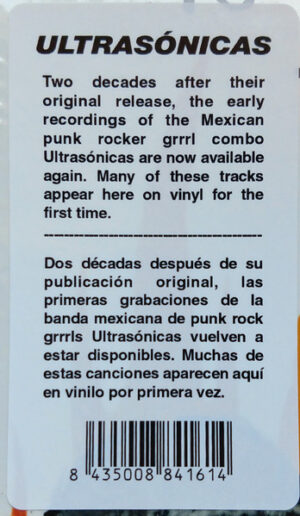 ULTRASÓNICAS
Two decades after their
original release, the early
recordings of the Mexican
punk rocker grrrl combo
Ultrasónicas are now available
again. Many of these tracks
appear here on vinyl for the
first time.
Dos décadas después de su
publicación original, las
primeras grabaciones de la
banda mexicana de punk rock
grrrls Ultrasónicas vuelven a
estar disponibles. Muchas de
estas canciones aparecen aquí
en vinilo por primera vez.
8 435008 841614